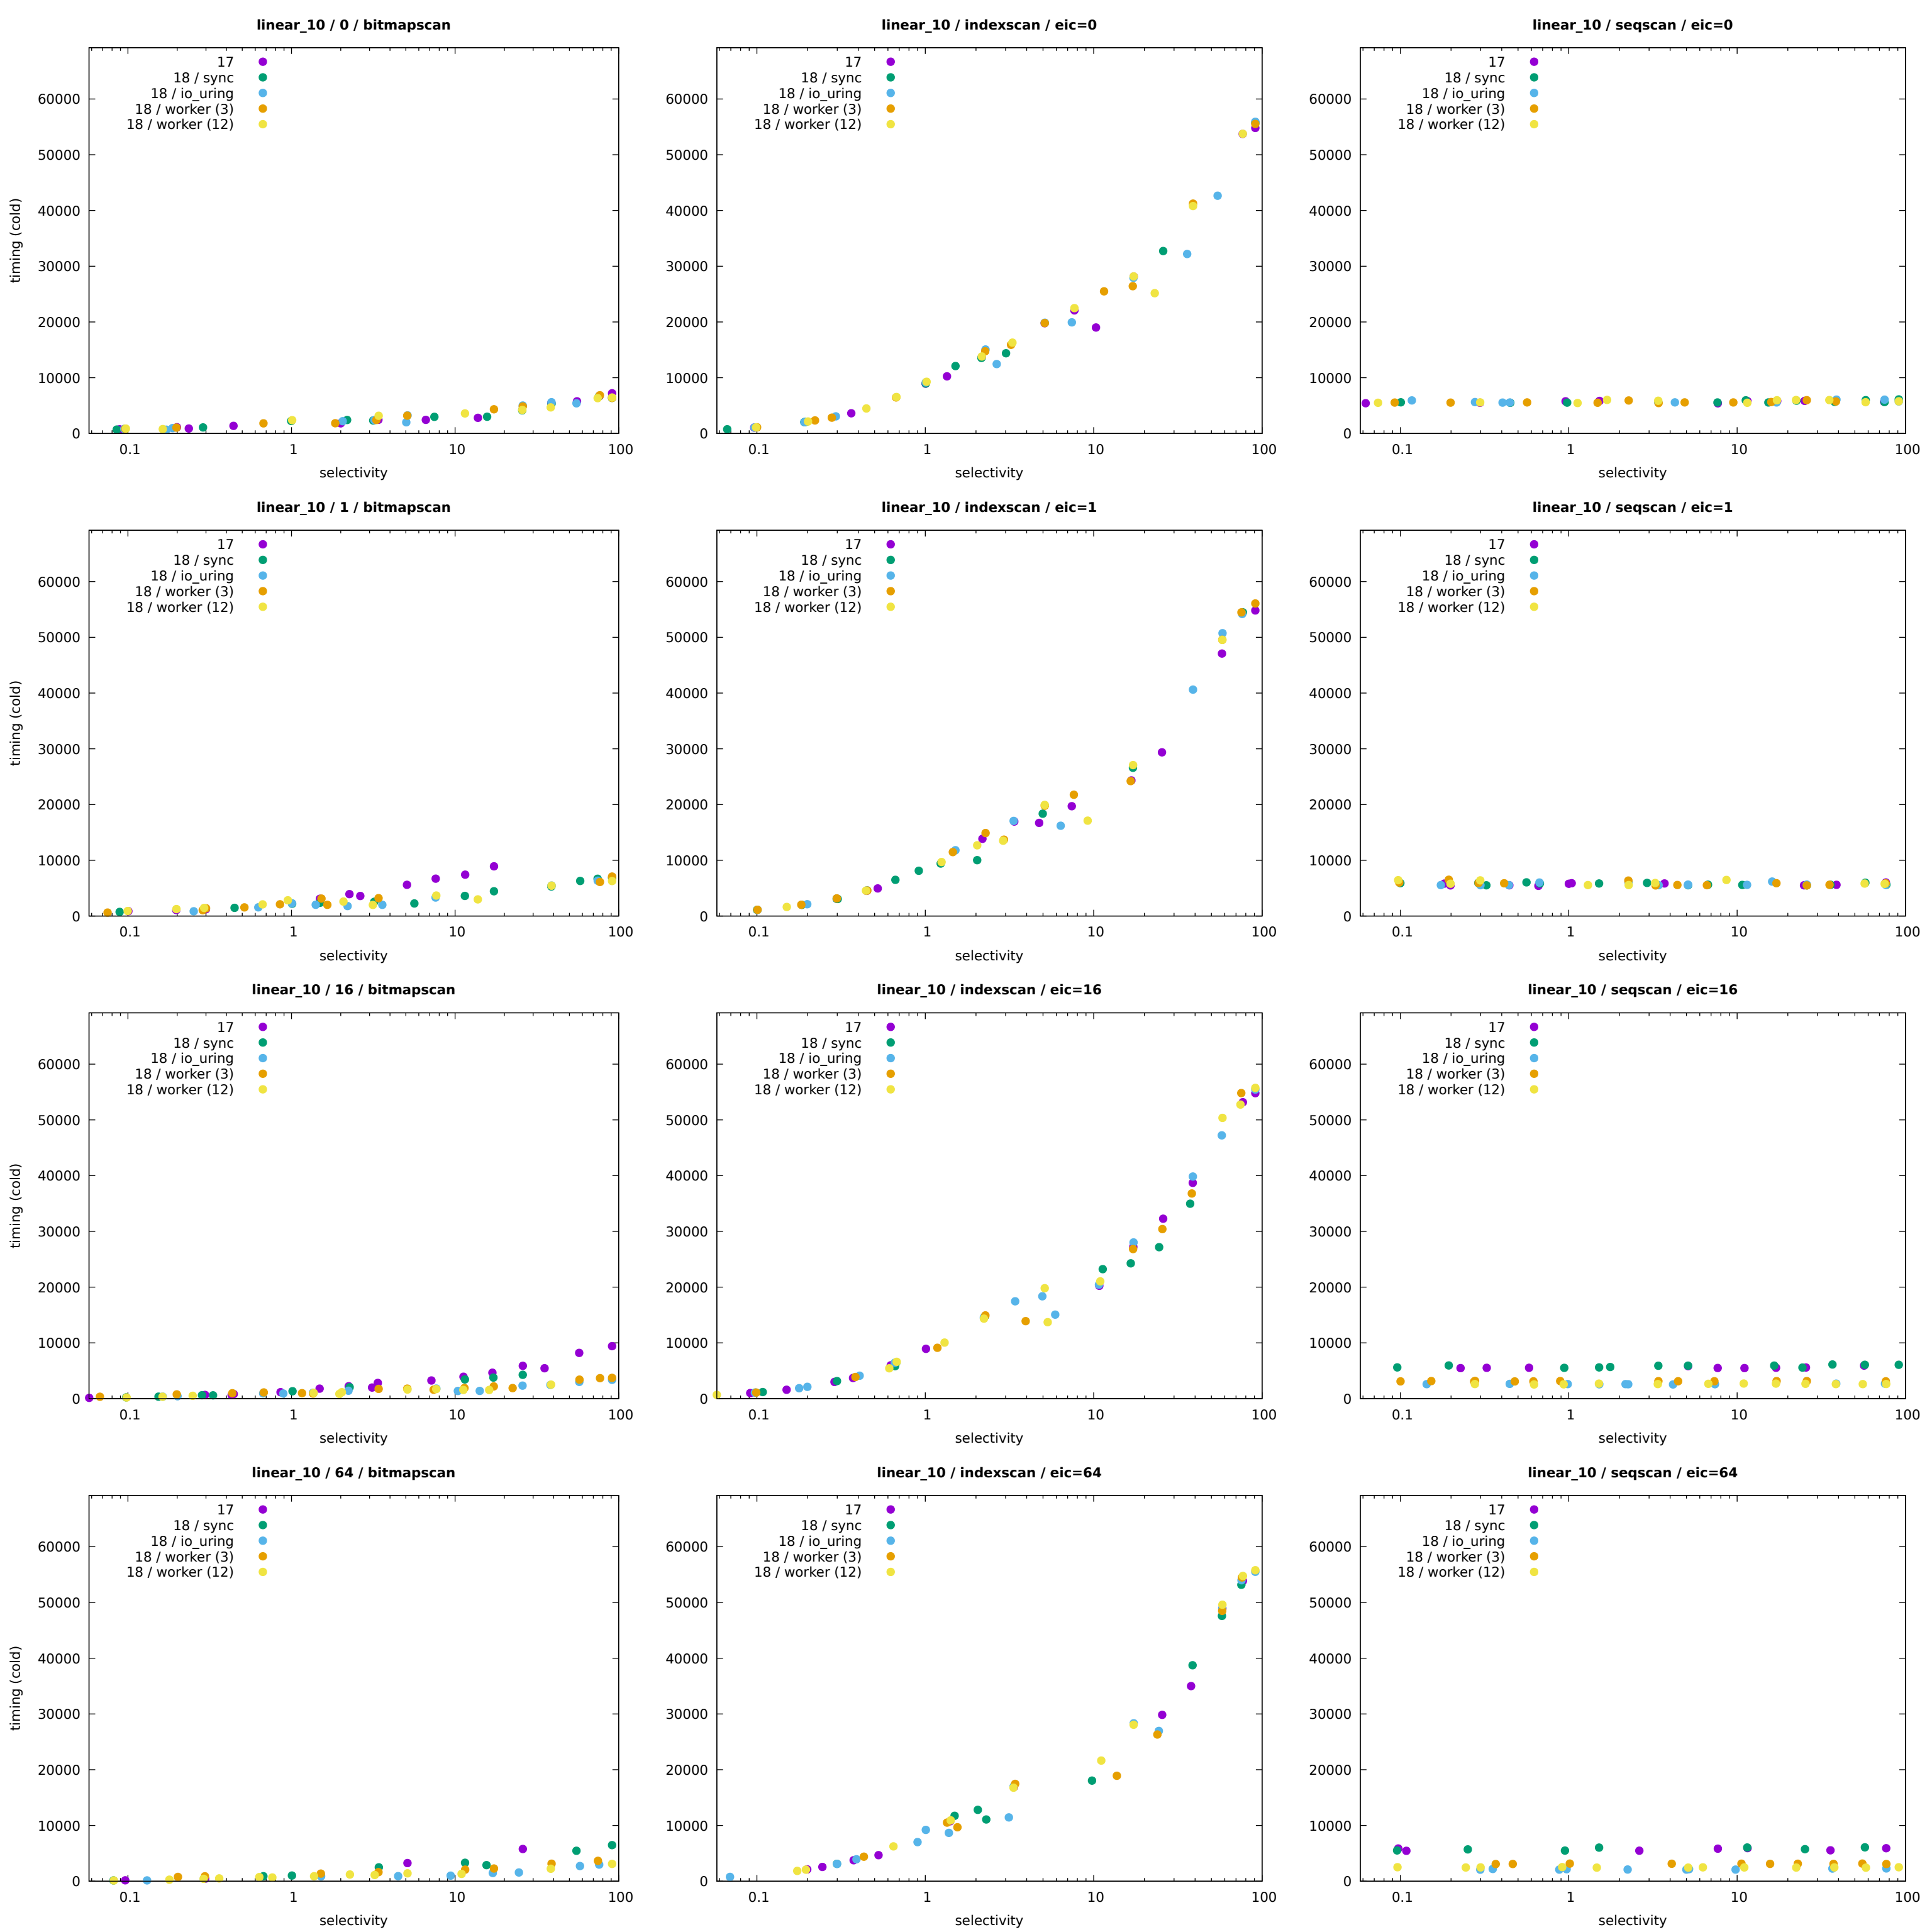 linear_10 / 0 / bitmapscan
timing (cold)
60000
50000
40000
30000
20000
10000
0
17
18 / sync
18 / io_uring
18 / worker (3)
18 / worker (12)
0.1 1 10 100
selectivity
linear_10 / indexscan / eic=0
60000
50000
40000
30000
20000
10000
0
17
18 / sync
18 / io_uring
18 / worker (3)
18 / worker (12)
0.1 1 10 100
selectivity
linear_10 / seqscan / eic=0
60000
50000
40000
30000
20000
10000
0
17
18 / sync
18 / io_uring
18 / worker (3)
18 / worker (12)
0.1 1 10 100
selectivity
linear_10 / 1 / bitmapscan
timing (cold)
60000
50000
40000
30000
20000
10000
0
17
18 / sync
18 / io_uring
18 / worker (3)
18 / worker (12)
0.1 1 10 100
selectivity
linear_10 / indexscan / eic=1
60000
50000
40000
30000
20000
10000
0
17
18 / sync
18 / io_uring
18 / worker (3)
18 / worker (12)
0.1 1 10 100
selectivity
linear_10 / seqscan / eic=1
60000
50000
40000
30000
20000
10000
0
17
18 / sync
18 / io_uring
18 / worker (3)
18 / worker (12)
0.1 1 10 100
selectivity
linear_10 / 16 / bitmapscan
timing (cold)
60000
50000
40000
30000
20000
10000
0
17
18 / sync
18 / io_uring
18 / worker (3)
18 / worker (12)
0.1 1 10 100
selectivity
linear_10 / indexscan / eic=16
60000
50000
40000
30000
20000
10000
0
17
18 / sync
18 / io_uring
18 / worker (3)
18 / worker (12)
0.1 1 10 100
selectivity
linear_10 / seqscan / eic=16
60000
50000
40000
30000
20000
10000
0
17
18 / sync
18 / io_uring
18 / worker (3)
18 / worker (12)
0.1 1 10 100
selectivity
linear_10 / 64 / bitmapscan
timing (cold)
60000
50000
40000
30000
20000
10000
0
17
18 / sync
18 / io_uring
18 / worker (3)
18 / worker (12)
0.1 1 10 100
selectivity
linear_10 / indexscan / eic=64
60000
50000
40000
30000
20000
10000
0
17
18 / sync
18 / io_uring
18 / worker (3)
18 / worker (12)
0.1 1 10 100
selectivity
linear_10 / seqscan / eic=64
60000
50000
40000
30000
20000
10000
0
17
18 / sync
18 / io_uring
18 / worker (3)
18 / worker (12)
0.1 1 10 100
selectivity